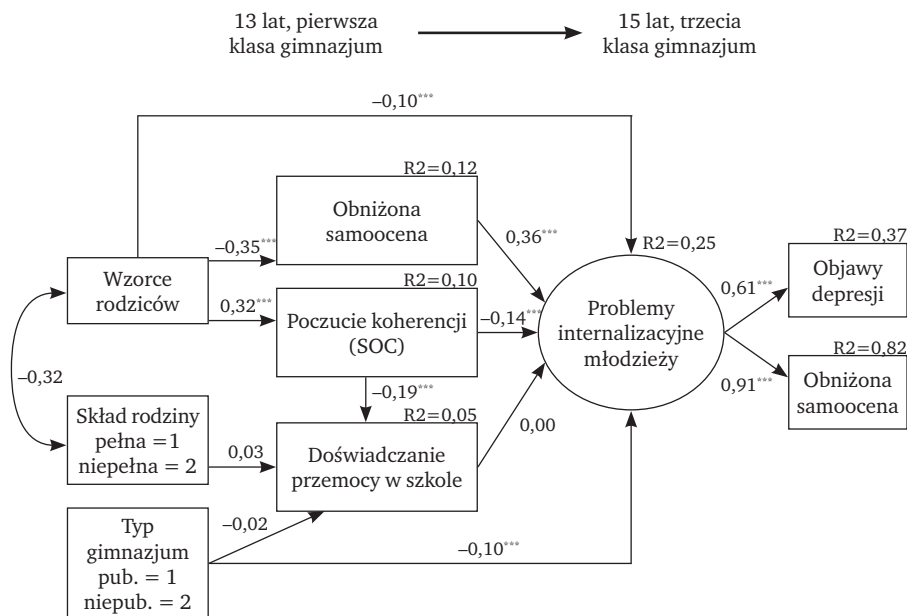 13 lat, pierwsza
klasa gimnazjum
15 lat, trzecia
klasa gimnazjum
–0,10***
R2=0,12
Obniżona
samoocena
–0,35***
0,36***
R2=0,25
R2=0,37
Objawy
depresji
0,61***
Wzorce
rodziców
0,32***
R2=0,10
Poczucie koherencji
(SOC)
–0,14***
Problemy
internalizacyjne
młodzieży
R2=0,82
Obniżona
samoocena
0,91***
–0,32
–0,19***
R2=0,05
Skład rodziny
pełna =1
niepełna = 2
0,03
Doświadczanie
przemocy w szkole
0,00
–0,02
Typ
gimnazjum
pub. = 1
niepub. = 2
–0,10***